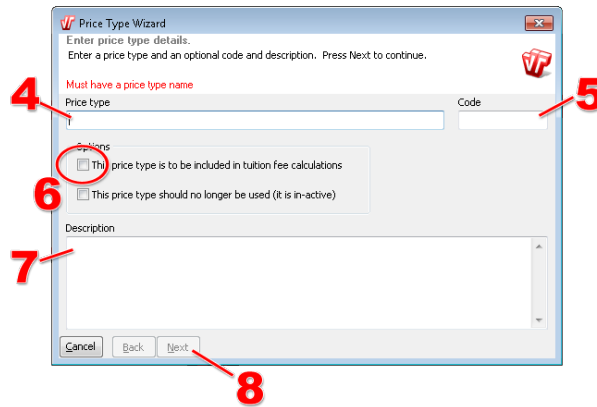 Price Type Wizard
Enter price type details.
Enter a price type and an optional code and description. Press Next to continue.
Must have a price type name
4
Price type
Code
5
Options
This price type is to be included in tuition fee calculations
6
This price type should no longer be used (it is in-active)
Description
7
Cancel Back Next
8